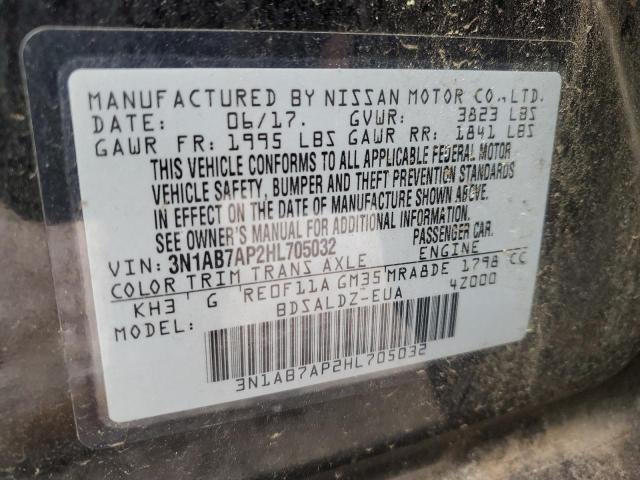 MANUFACTURED BY NISSAN MOTOR CO., LTD.
DATE: 06/17. GVWR: 3823 LBS
GAWR FR: 1995 LBS GAWR RR: 1841 LBS
THIS VEHICLE CONFORMS TO ALL APPLICABLE FEDERAL MOTOR
VEHICLE SAFETY, BUMPER AND THEFT PREVENTION STANDARDS
IN EFFECT ON THE DATE OF MANUFACTURE SHOWN ABOVE.
SEE OWNER'S MANUAL FOR ADDITIONAL INFORMATION.
VIN: 3N1AB7AP2HL705032 PASSENGER CAR.
COLOR TRIM TRANS AXLE ENGINE
KH3 G RE0F11A GM35 MRA8DE 1798 CC
MODEL: BDSALDZ-EUA 4Z000
3N1AB7AP2HL705032